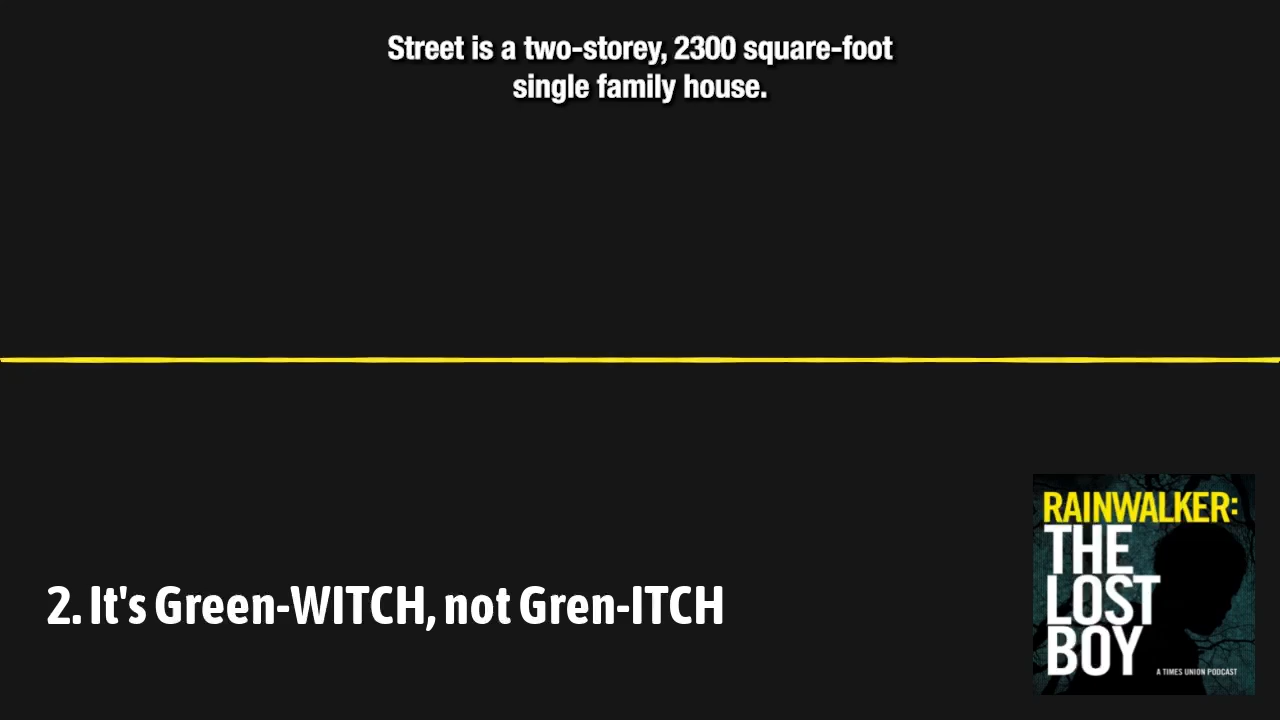 Street is a two-storey, 2300 square-foot
single family house.
2. It's Green-WITCH, not Gren-ITCH
RAINWALKER:
THE
LOST
BOY
A TIMES UNION PODCAST